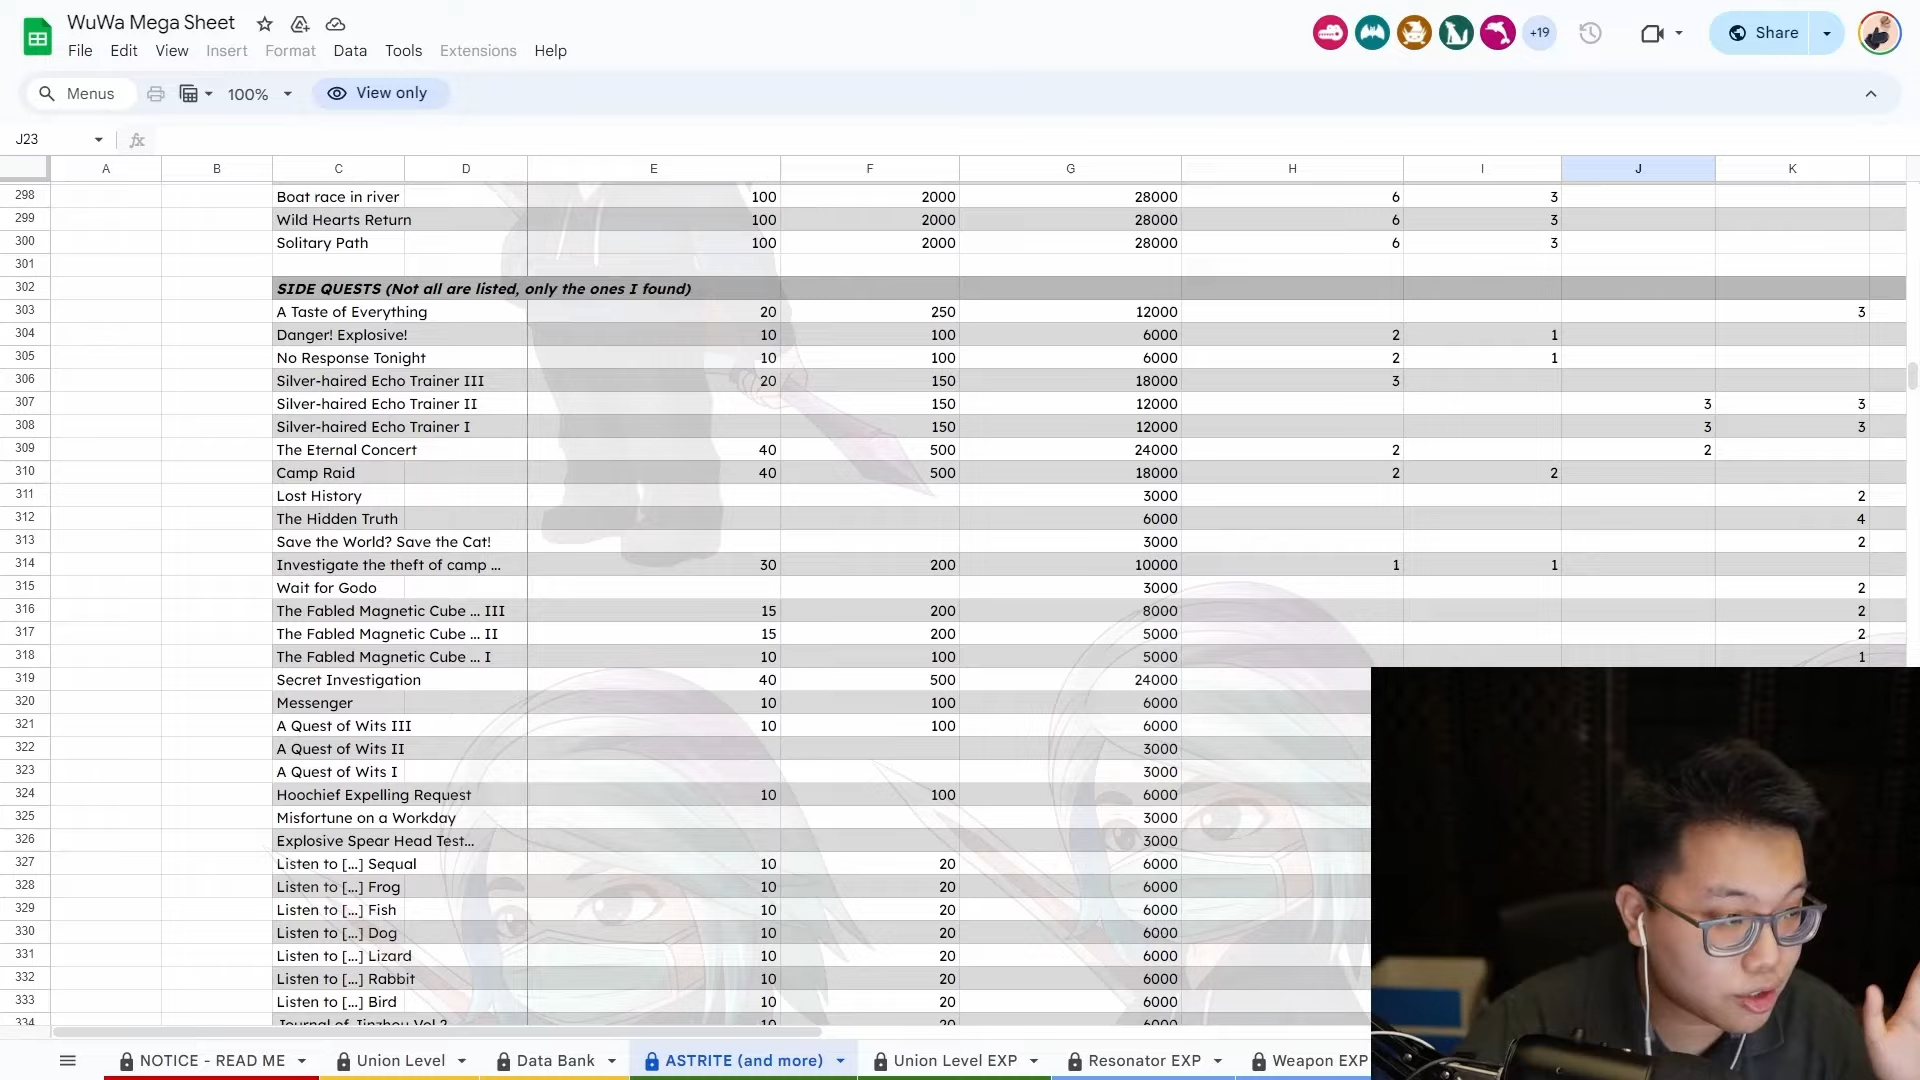 WuWa Mega Sheet
File Edit View Insert Format Data Tools Extensions Help
+19
Share
Menus 100% View only
J23 fx
A B C D E F G H I J K
298 Boat race in river 100 2000 28000 6 3
299 Wild Hearts Return 100 2000 28000 6 3
300 Solitary Path 100 2000 28000 6 3
301
302 SIDE QUESTS (Not all are listed, only the ones I found)
303 A Taste of Everything 20 250 12000 3
304 Danger! Explosive! 10 100 6000 2 1
305 No Response Tonight 10 100 6000 2 1
306 Silver-haired Echo Trainer III 20 150 18000 3
307 Silver-haired Echo Trainer II 150 12000 3 3
308 Silver-haired Echo Trainer I 150 12000 3 3
309 The Eternal Concert 40 500 24000 2 2
310 Camp Raid 40 500 18000 2 2
311 Lost History 3000 2
312 The Hidden Truth 6000 4
313 Save the World? Save the Cat! 3000 2
314 Investigate the theft of camp ... 30 200 10000 1 1
315 Wait for Godo 3000 2
316 The Fabled Magnetic Cube ... III 15 200 8000 2
317 The Fabled Magnetic Cube ... II 15 200 5000 2
318 The Fabled Magnetic Cube ... I 10 100 5000 1
319 Secret Investigation 40 500 24000
320 Messenger 10 100 6000
321 A Quest of Wits III 10 100 6000
322 A Quest of Wits II 3000
323 A Quest of Wits I 3000
324 Hoochief Expelling Request 10 100 6000
325 Misfortune on a Workday 3000
326 Explosive Spear Head Test... 3000
327 Listen to [...] Sequal 10 20 6000
328 Listen to [...] Frog 10 20 6000
329 Listen to [...] Fish 10 20 6000
330 Listen to [...] Dog 10 20 6000
331 Listen to [...] Lizard 10 20 6000
332 Listen to [...] Rabbit 10 20 6000
333 Listen to [...] Bird 10 20 6000
334 Journal of Jinzhou Vol.2 10 20 6000
NOTICE - READ ME Union Level Data Bank ASTRITE (and more) Union Level EXP Resonator EXP Weapon EXP